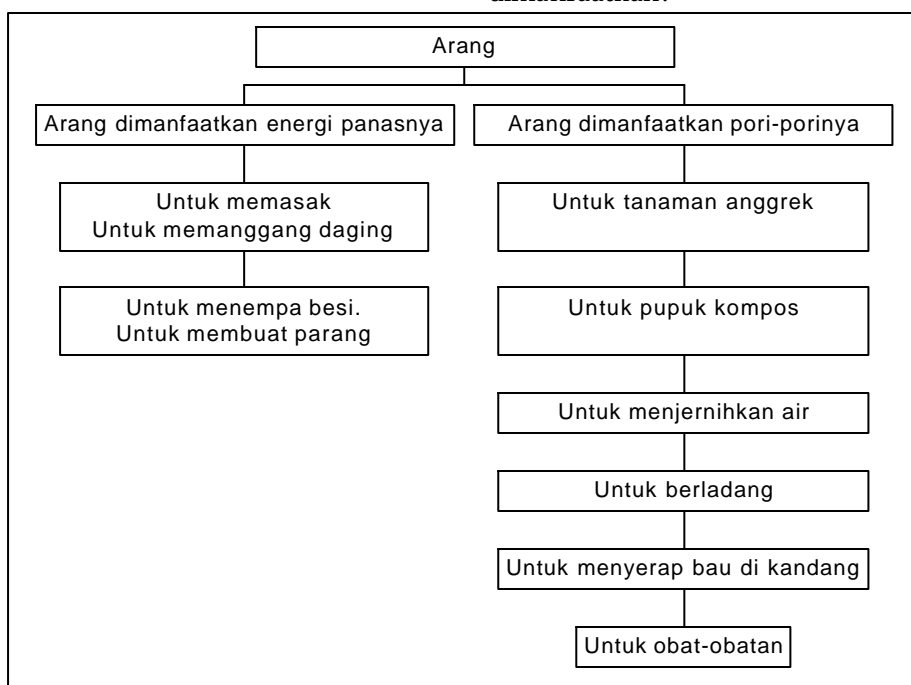 Arang
Arang dimanfaatkan energi panasnya
Untuk memasak
Untuk memanggang daging
Untuk menempa besi.
Untuk membuat parang
Arang dimanfaatkan pori-porinya
Untuk tanaman anggrek
Untuk pupuk kompos
Untuk menjernihkan air
Untuk berladang
Untuk menyerap bau di kandang
Untuk obat-obatan